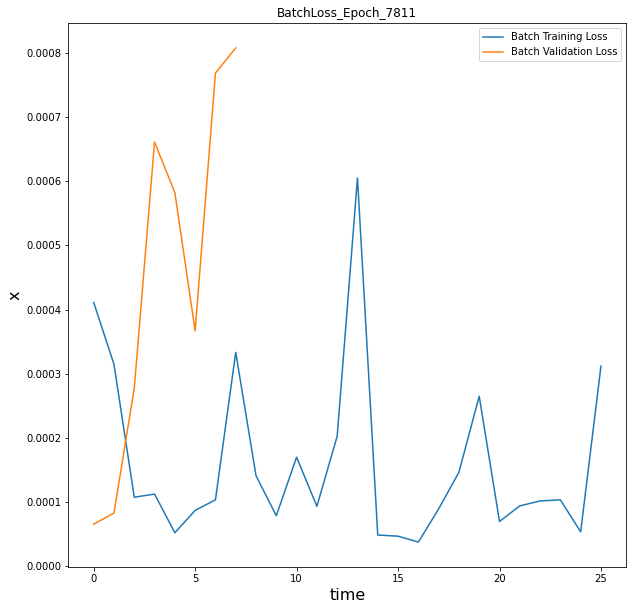 BatchLoss_Epoch_7811
Batch Training Loss
Batch Validation Loss
0.0008
0.0007
0.0006
0.0005
0.0004
0.0003
0.0002
0.0001
0.0000
x
0 5 10 15 20 25
time